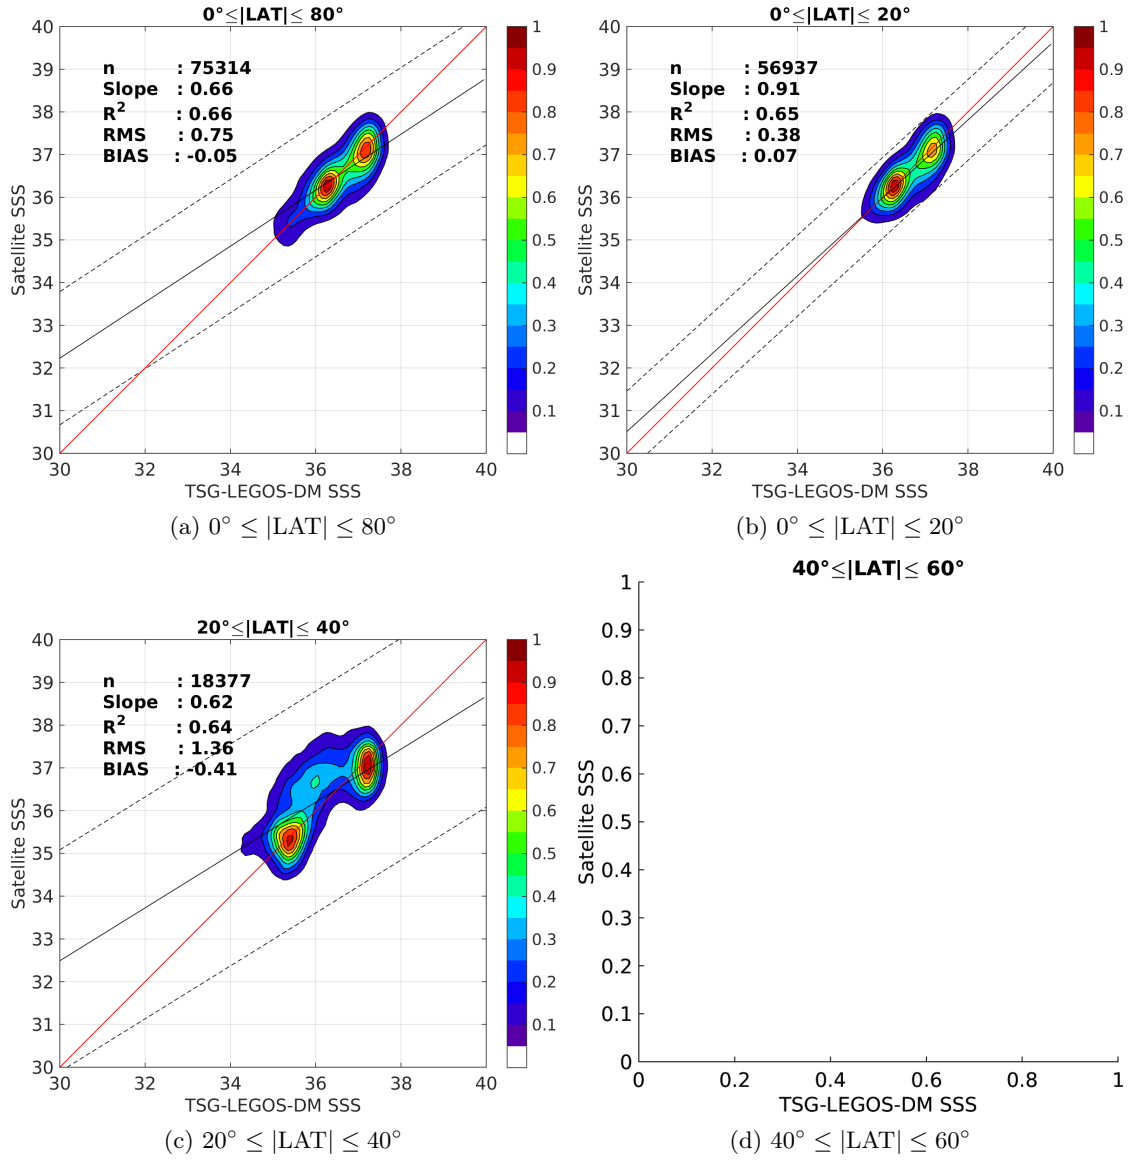 0°≤|LAT|≤ 80°
n : 75314
Slope : 0.66
R² : 0.66
RMS : 0.75
BIAS : -0.05
Satellite SSS
40
39
38
37
36
35
34
33
32
31
30
30 32 34 36 38 40
TSG-LEGOS-DM SSS
1
0.9
0.8
0.7
0.6
0.5
0.4
0.3
0.2
0.1
(a) 0° ≤ |LAT| ≤ 80°
0°≤|LAT|≤ 20°
n : 56937
Slope : 0.91
R² : 0.65
RMS : 0.38
BIAS : 0.07
Satellite SSS
40
39
38
37
36
35
34
33
32
31
30
30 32 34 36 38 40
TSG-LEGOS-DM SSS
1
0.9
0.8
0.7
0.6
0.5
0.4
0.3
0.2
0.1
(b) 0° ≤ |LAT| ≤ 20°
20°≤|LAT|≤ 40°
n : 18377
Slope : 0.62
R² : 0.64
RMS : 1.36
BIAS : -0.41
Satellite SSS
40
39
38
37
36
35
34
33
32
31
30
30 32 34 36 38 40
TSG-LEGOS-DM SSS
1
0.9
0.8
0.7
0.6
0.5
0.4
0.3
0.2
0.1
(c) 20° ≤ |LAT| ≤ 40°
40°≤|LAT|≤ 60°
Satellite SSS
1
0.9
0.8
0.7
0.6
0.5
0.4
0.3
0.2
0.1
0
0 0.2 0.4 0.6 0.8 1
TSG-LEGOS-DM SSS
(d) 40° ≤ |LAT| ≤ 60°